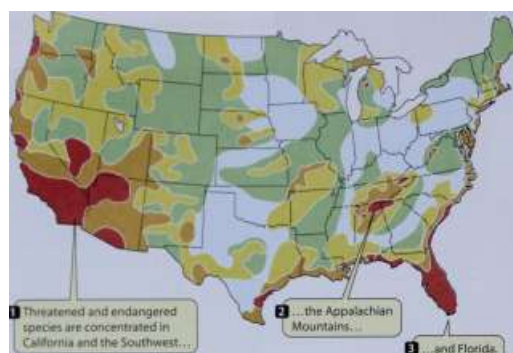 1 Threatened and endangered
species are concentrated in
California and the Southwest...
2 ...the Appalachian
Mountains...
3 ...and Florida.